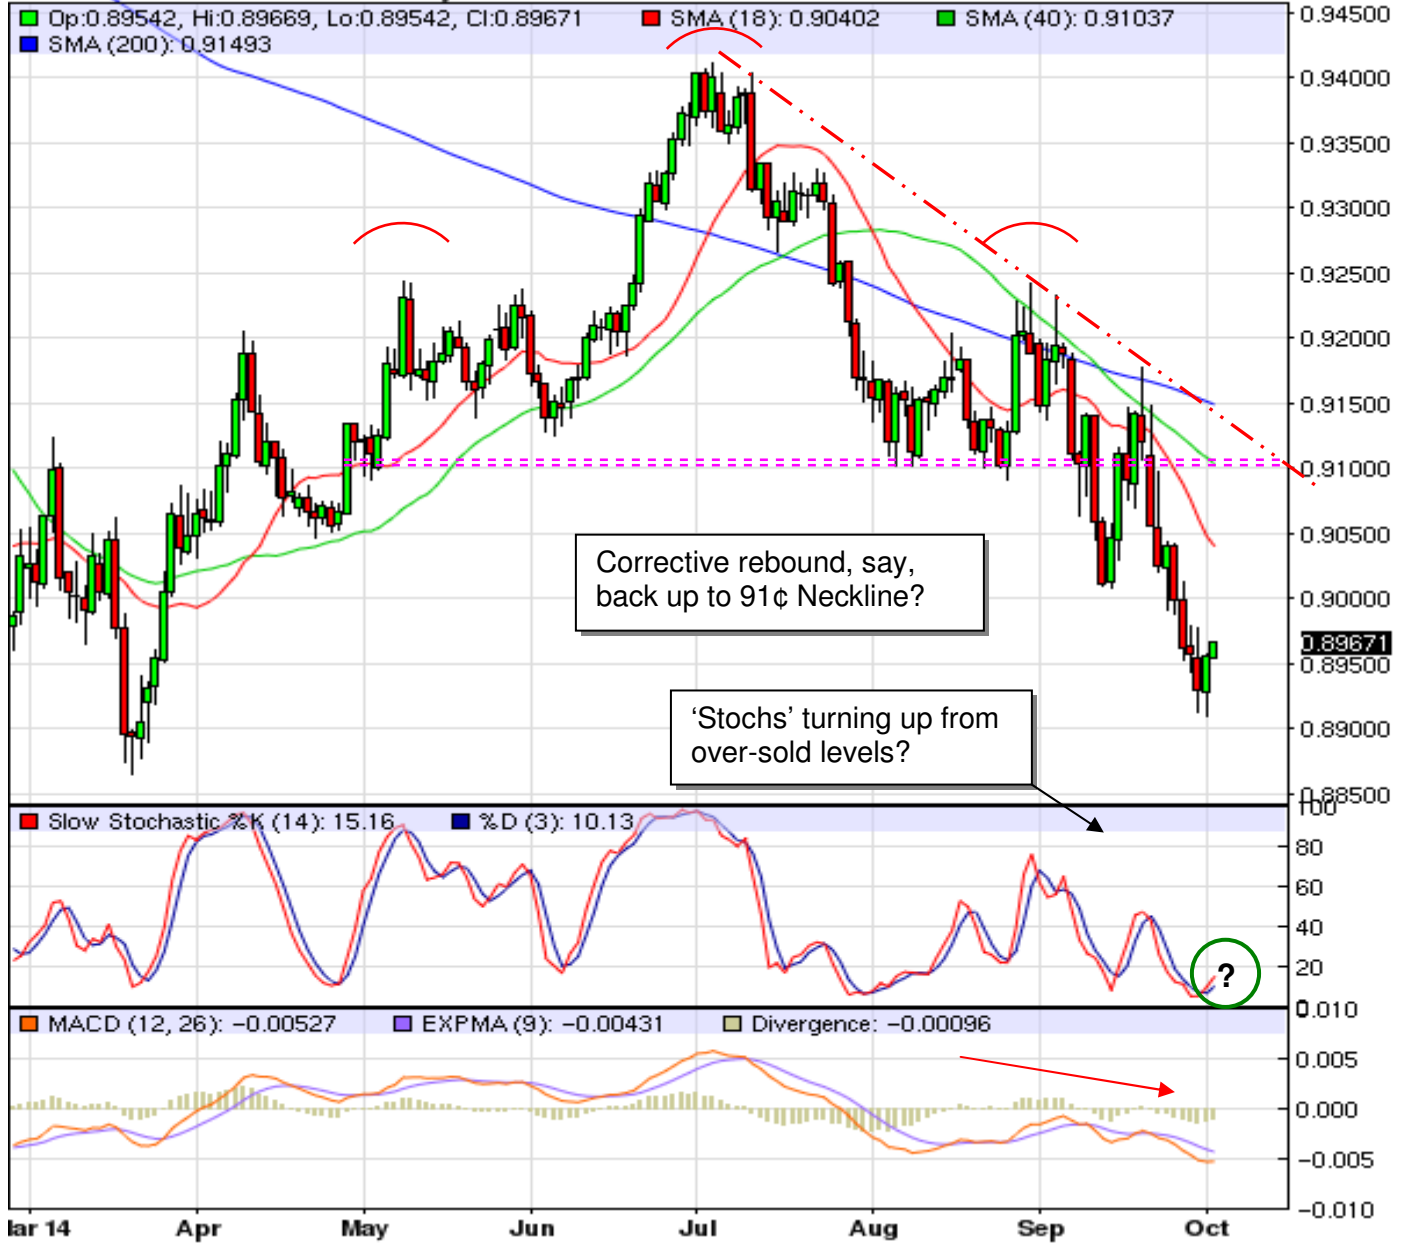 Op:0.89542, Hi:0.89669, Lo:0.89542, Cl:0.89671 SMA (18): 0.90402 SMA (40): 0.91037
SMA (200): 0.91493
0.94500
0.94000
0.93500
0.93000
0.92500
0.92000
0.91500
0.91000
0.90500
0.90000
0.89671
0.89500
0.89000
0.88500
Corrective rebound, say,
back up to 91¢ Neckline?
‘Stochs’ turning up from
over-sold levels?
Slow Stochastic %K (14): 15.16 %D (3): 10.13
100
80
60
40
20
0
?
MACD (12, 26): −0.00527 EXPMA (9): −0.00431 Divergence: −0.00096
0.010
0.005
0.000
−0.005
−0.010
ar 14 Apr May Jun Jul Aug Sep Oct